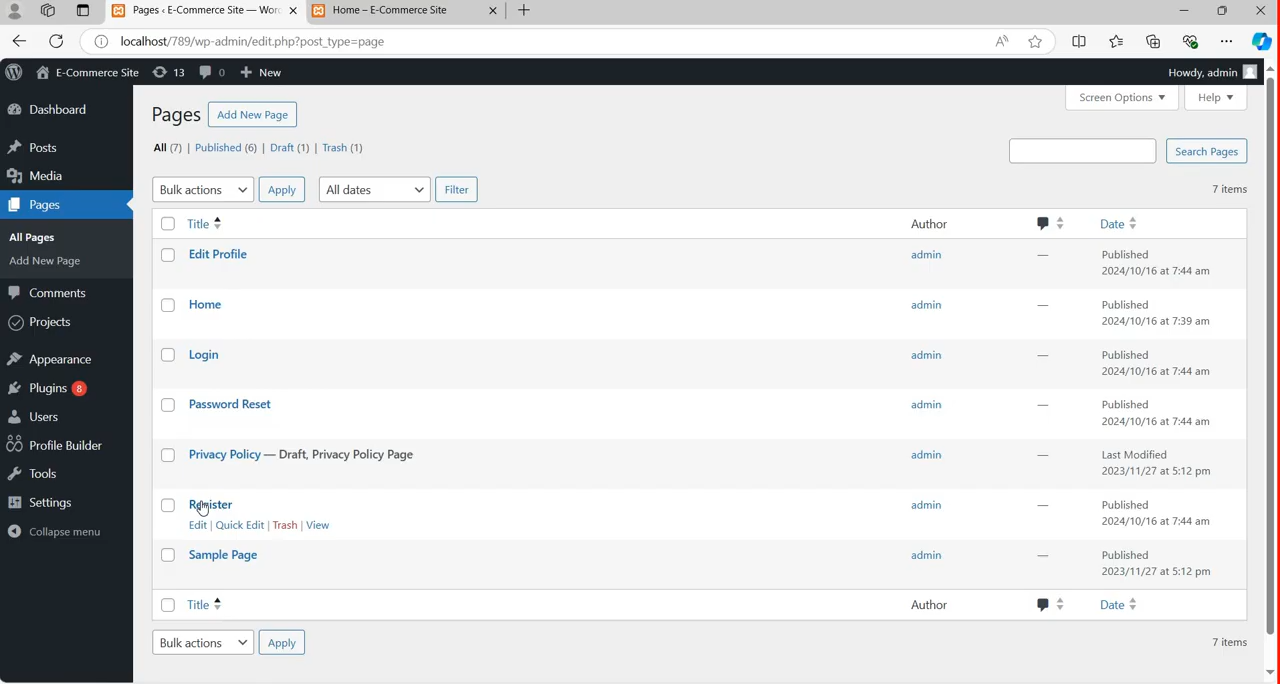 Pages ‹ E-Commerce Site — Wor
Home – E-Commerce Site
localhost/789/wp-admin/edit.php?post_type=page
E-Commerce Site 13 0 New
Howdy, admin
Dashboard
Posts
Media
Pages
All Pages
Add New Page
Comments
Projects
Appearance
Plugins 8
Users
Profile Builder
Tools
Settings
Collapse menu
Screen Options
Help
Pages Add New Page
All (7) | Published (6) | Draft (1) | Trash (1)
Search Pages
Bulk actions Apply All dates Filter
7 items
Title Author Date
Edit Profile admin — Published
2024/10/16 at 7:44 am
Home admin — Published
2024/10/16 at 7:39 am
Login admin — Published
2024/10/16 at 7:44 am
Password Reset admin — Published
2024/10/16 at 7:44 am
Privacy Policy — Draft, Privacy Policy Page admin — Last Modified
2023/11/27 at 5:12 pm
Register admin — Published
Edit | Quick Edit | Trash | View 2024/10/16 at 7:44 am
Sample Page admin — Published
2023/11/27 at 5:12 pm
Title Author Date
Bulk actions Apply
7 items